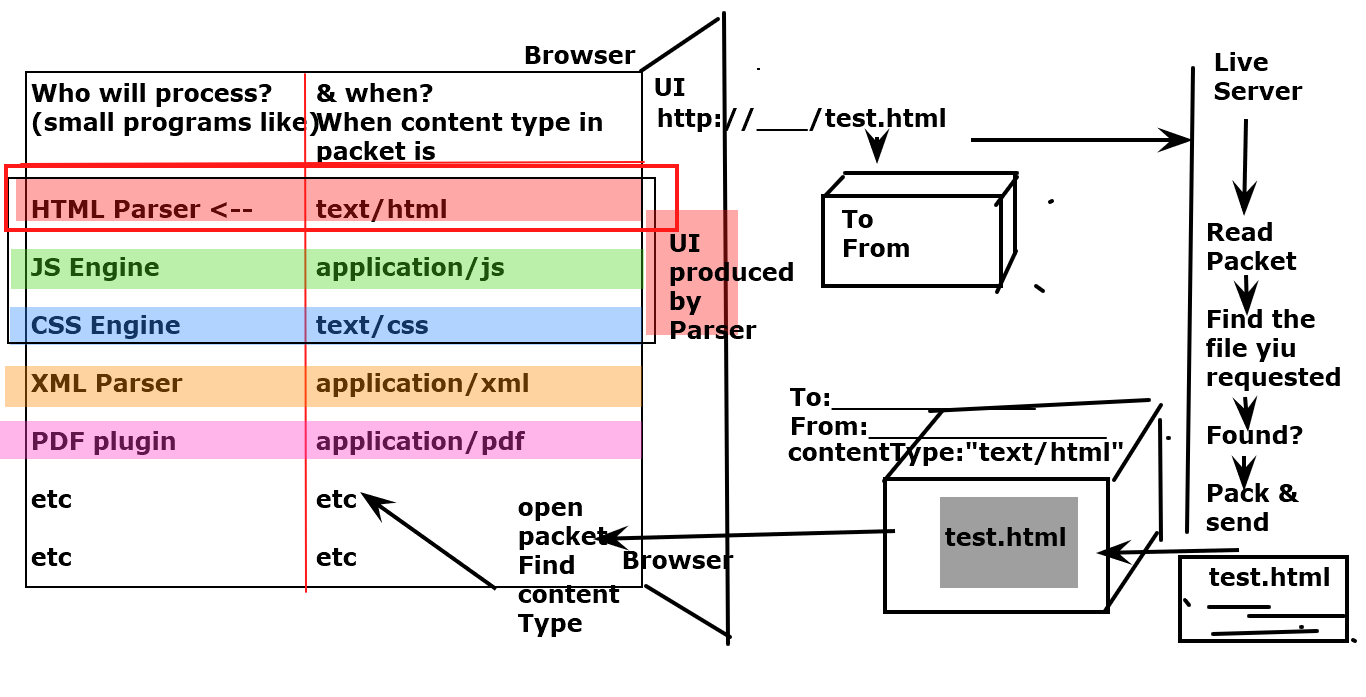 Browser
Who will process?
(small programs like)
& when?
When content type in
packet is
HTML Parser <--
text/html
JS Engine
application/js
CSS Engine
text/css
XML Parser
application/xml
PDF plugin
application/pdf
etc
etc
etc
etc
open
packet
Find
content
Type
Browser
UI
http://___/test.html
UI
produced
by
Parser
To
From
To:________________
From:___________________
contentType:"text/html"
test.html
Live
Server
Read
Packet
Find the
file yiu
requested
Found?
Pack &
send
test.html